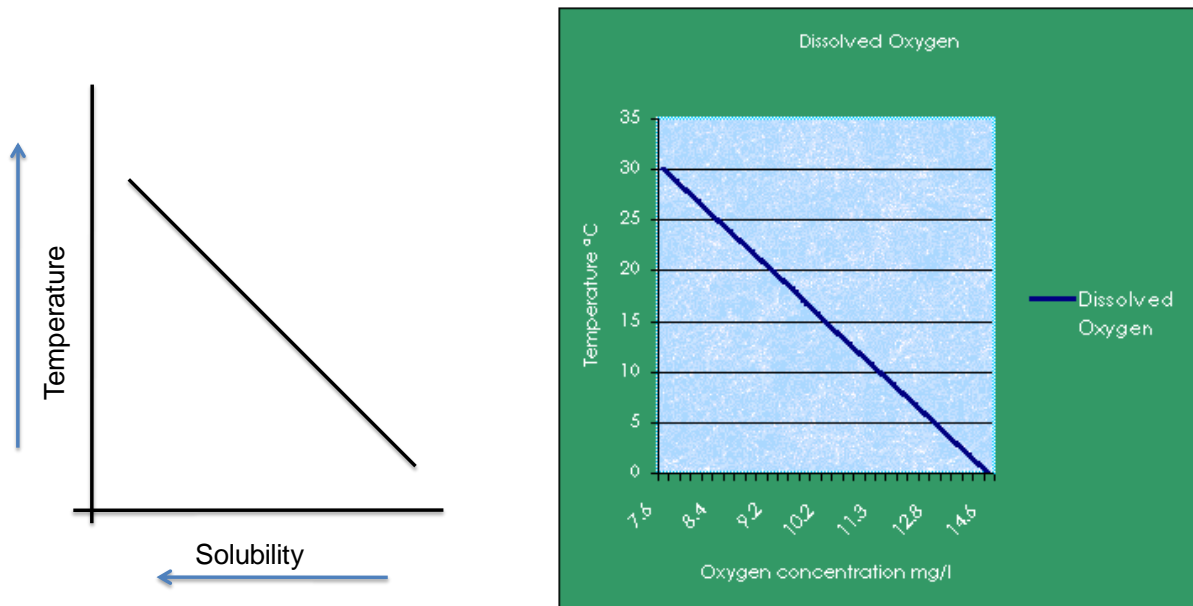 Temperature
Solubility
Dissolved Oxygen
35
30
25
20
15
10
5
0
Temperature ºC
7.6
8.4
9.2
10.2
11.3
12.8
14.6
Oxygen concentration mg/l
Dissolved
Oxygen